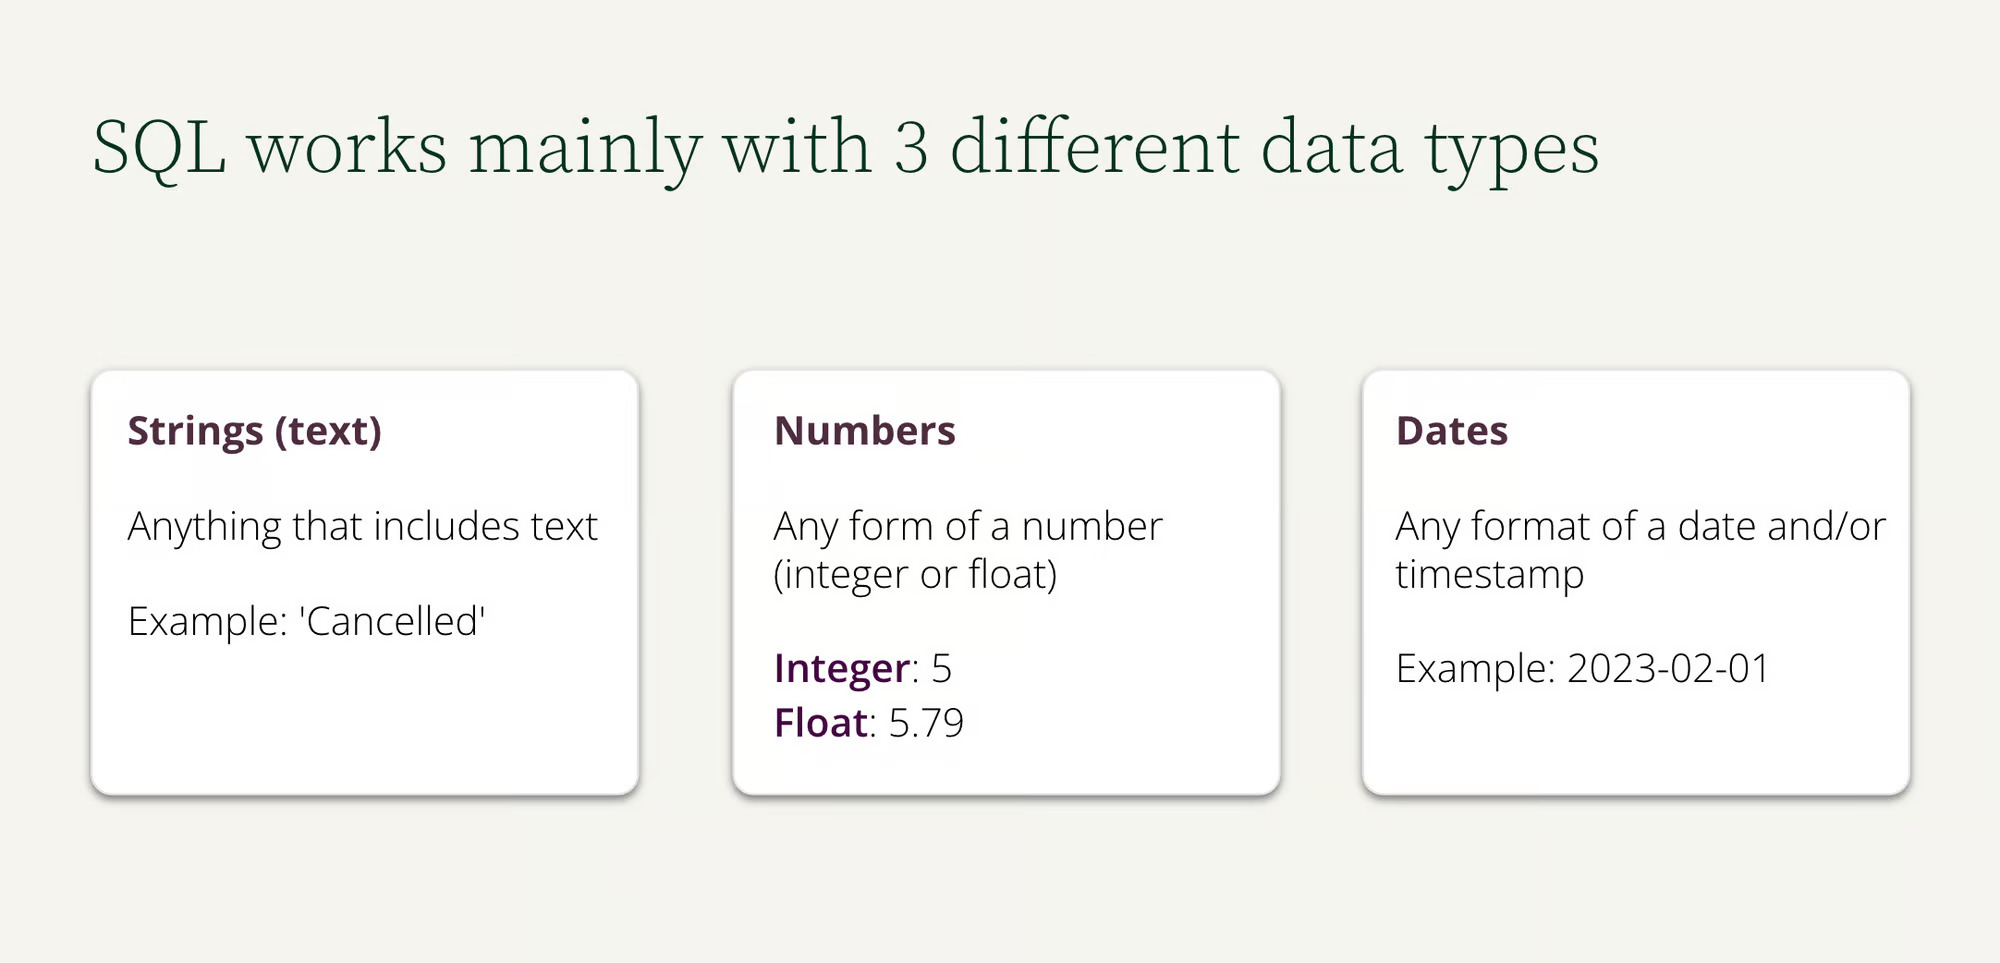 SQL works mainly with 3 different data types
Strings (text)
Anything that includes text
Example: 'Cancelled'
Numbers
Any form of a number
(integer or float)
Integer: 5
Float: 5.79
Dates
Any format of a date and/or
timestamp
Example: 2023-02-01